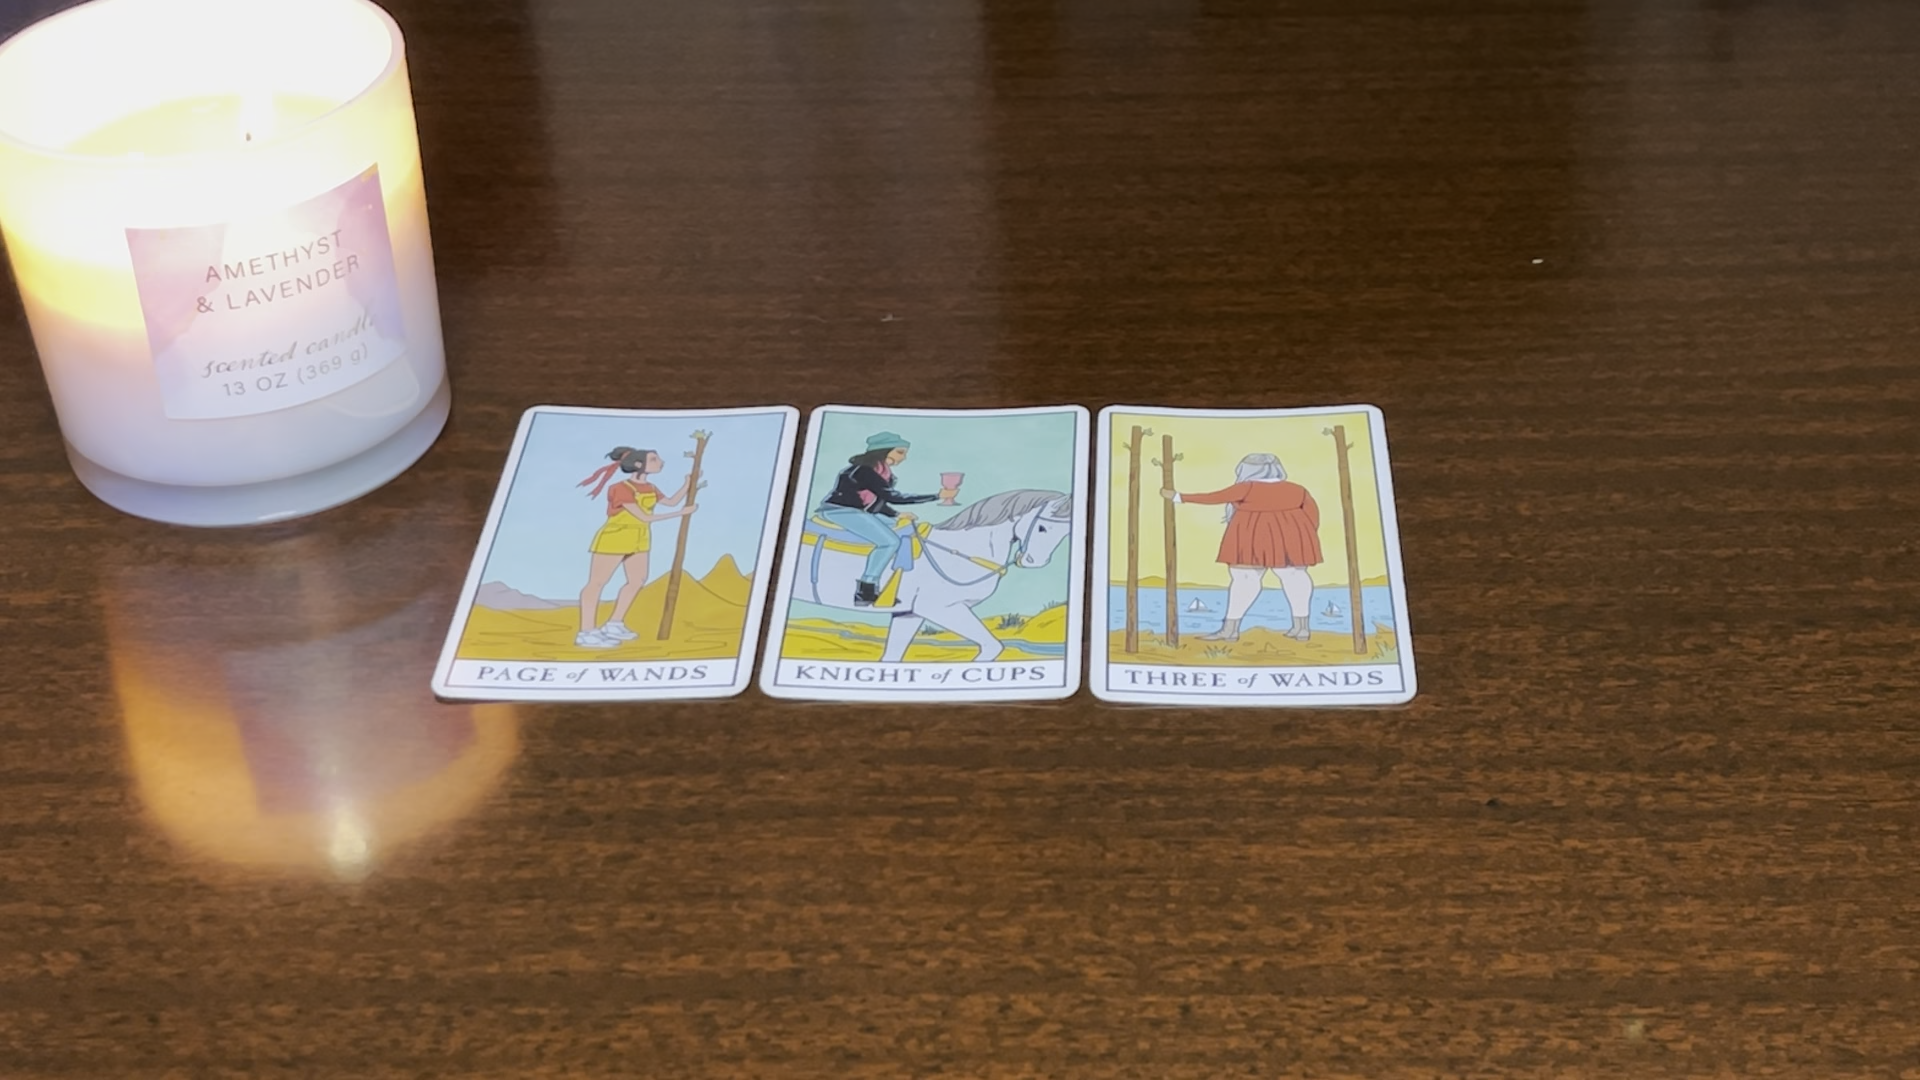 AMETHYST
& LAVENDER
scented candle
13 OZ (369 g)
PAGE of WANDS
KNIGHT of CUPS
THREE of WANDS